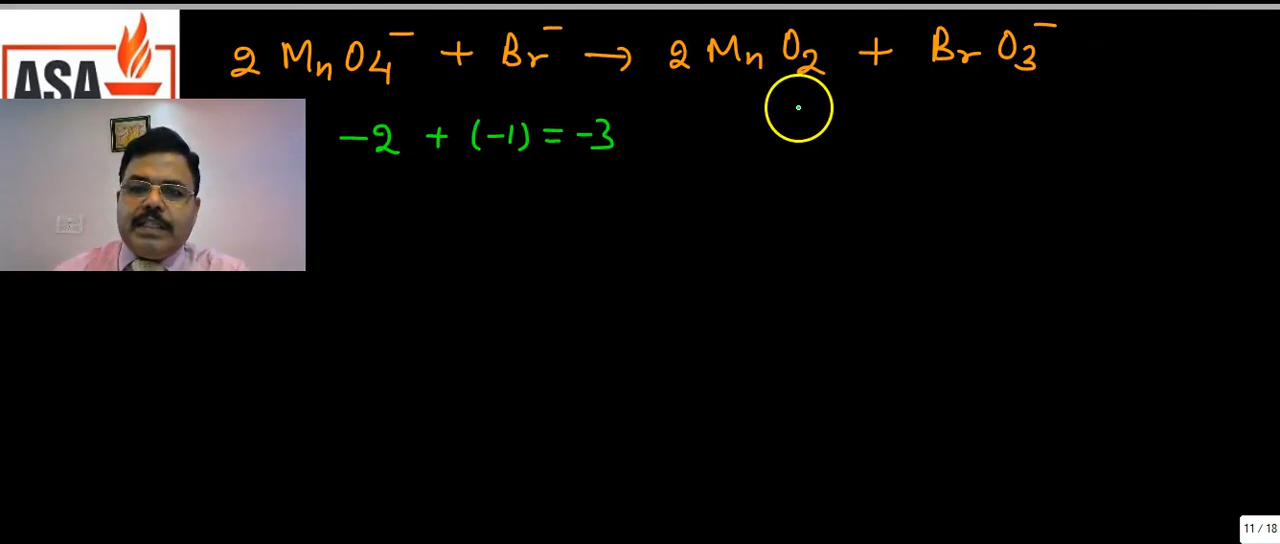 ASA
2 MnO4⁻ + Br⁻ → 2 MnO2 + BrO3⁻
-2 + (-1) = -3
11 / 18